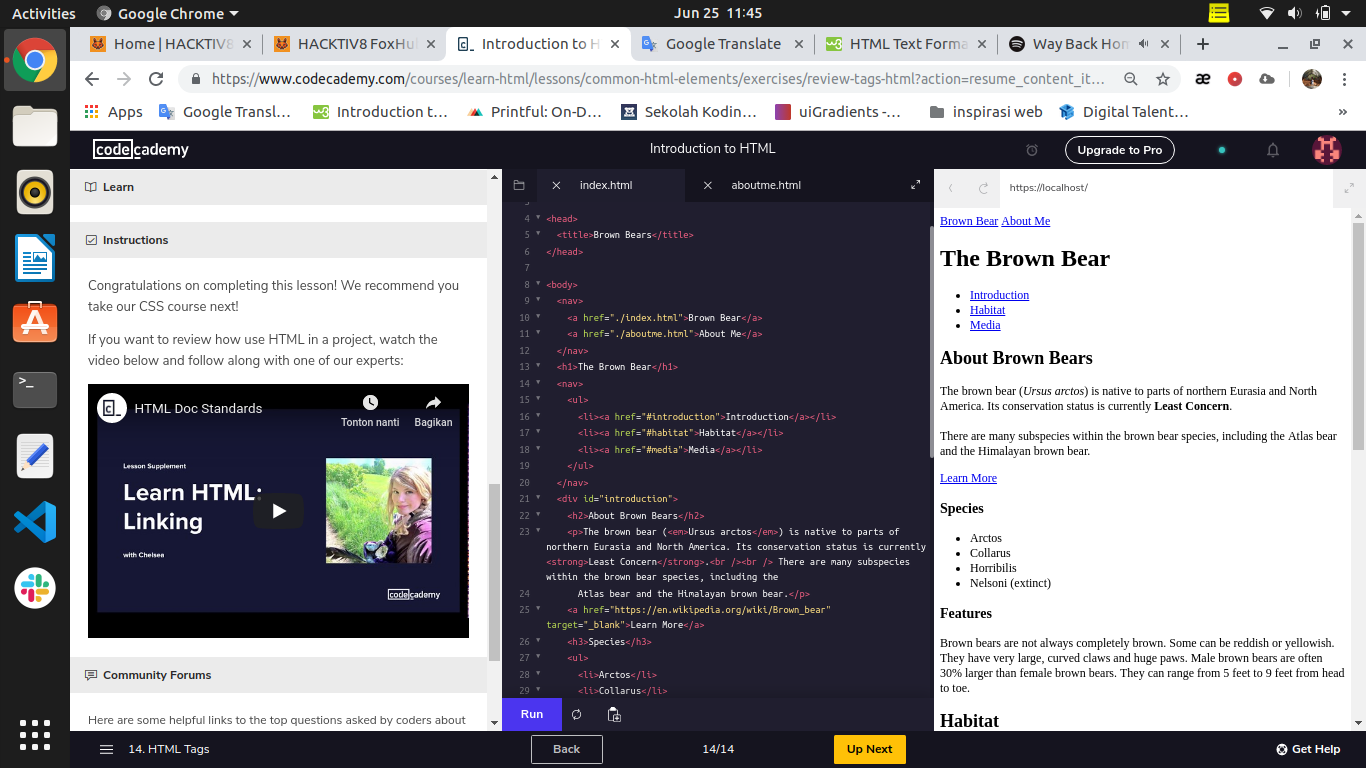 Activities
Google Chrome
Jun 25 11:45
Home | HACKTIV8
HACKTIV8 FoxHu
Introduction to H
Google Translate
HTML Text Forma
Way Back Hom
https://www.codecademy.com/courses/learn-html/lessons/common-html-elements/exercises/review-tags-html?action=resume_content_it…
Apps
Google Transl…
Introduction t…
Printful: On-D…
Sekolah Kodin…
uiGradients -…
inspirasi web
Digital Talent…
»
codecademy
Introduction to HTML
Upgrade to Pro
Learn
Instructions
Congratulations on completing this lesson! We recommend you
take our CSS course next!
If you want to review how use HTML in a project, watch the
video below and follow along with one of our experts:
c_
HTML Doc Standards
Tonton nanti
Bagikan
Lesson Supplement
Learn HTML:
Linking
with Chelsea
codecademy
Community Forums
Here are some helpful links to the top questions asked by coders about
index.html
aboutme.html
3
4 <head>
5 <title>Brown Bears</title>
6 </head>
7
8 <body>
9 <nav>
10 <a href="./index.html">Brown Bear</a>
11 <a href="./aboutme.html">About Me</a>
12 </nav>
13 <h1>The Brown Bear</h1>
14 <nav>
15 <ul>
16 <li><a href="#introduction">Introduction</a></li>
17 <li><a href="#habitat">Habitat</a></li>
18 <li><a href="#media">Media</a></li>
19 </ul>
20 </nav>
21 <div id="introduction">
22 <h2>About Brown Bears</h2>
23 <p>The brown bear (<em>Ursus arctos</em>) is native to parts of
northern Eurasia and North America. Its conservation status is currently
<strong>Least Concern</strong>.<br /><br /> There are many subspecies
within the brown bear species, including the
24 Atlas bear and the Himalayan brown bear.</p>
25 <a href="https://en.wikipedia.org/wiki/Brown_bear"
target="_blank">Learn More</a>
26 <h3>Species</h3>
27 <ul>
28 <li>Arctos</li>
29 <li>Collarus</li>
Run
https://localhost/
Brown Bear About Me
The Brown Bear
Introduction
Habitat
Media
About Brown Bears
The brown bear (Ursus arctos) is native to parts of northern Eurasia and North
America. Its conservation status is currently Least Concern.
There are many subspecies within the brown bear species, including the Atlas bear
and the Himalayan brown bear.
Learn More
Species
Arctos
Collarus
Horribilis
Nelsoni (extinct)
Features
Brown bears are not always completely brown. Some can be reddish or yellowish.
They have very large, curved claws and huge paws. Male brown bears are often
30% larger than female brown bears. They can range from 5 feet to 9 feet from head
to toe.
Habitat
14. HTML Tags
Back
14/14
Up Next
Get Help